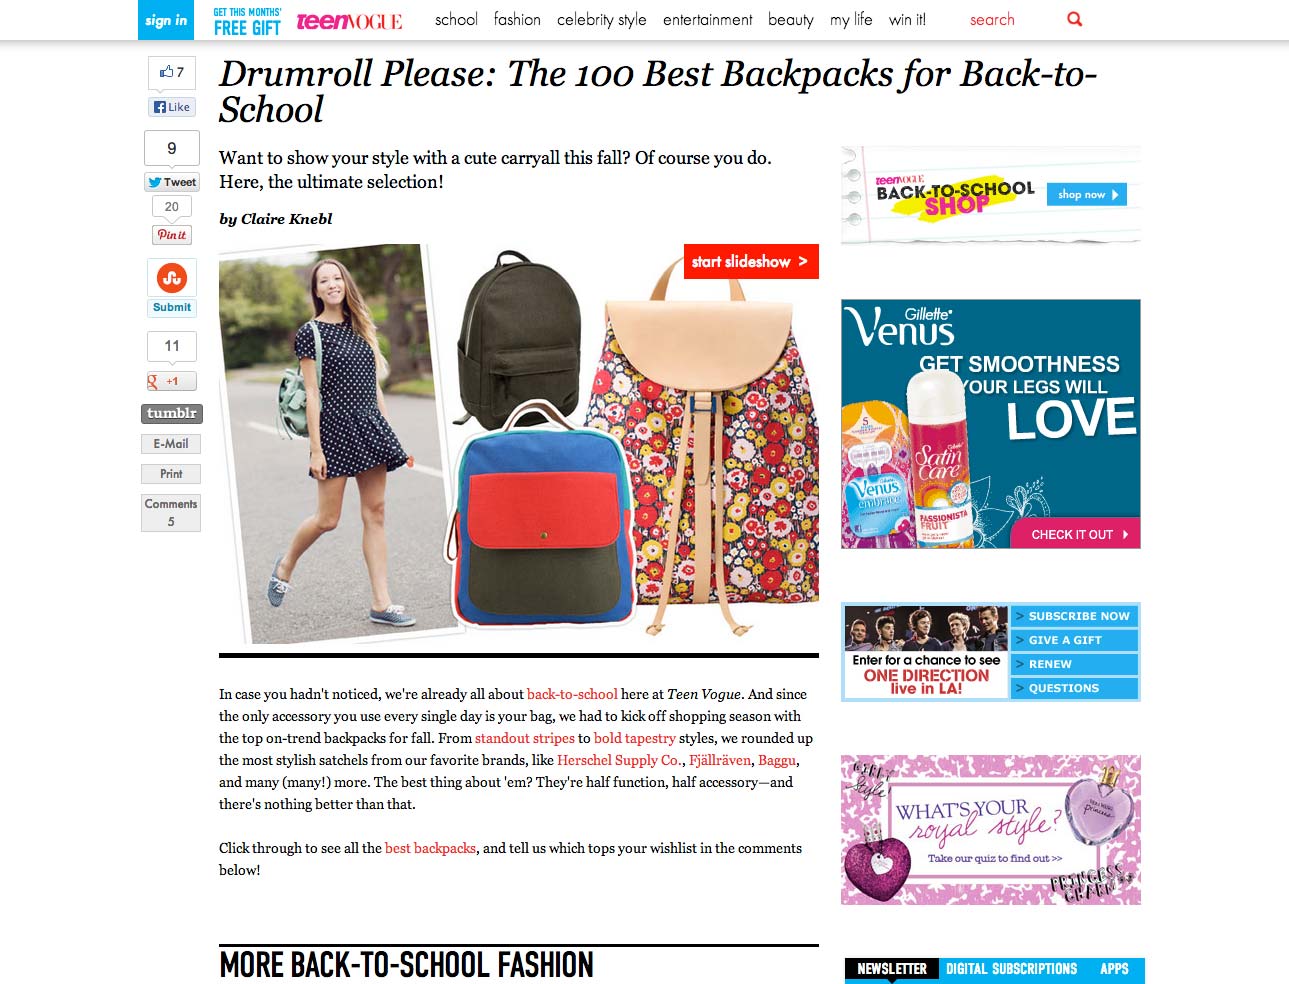 sign in
GET THIS MONTHS'
FREE GIFT
teenVOGUE
school fashion celebrity style entertainment beauty my life win it!
search
7
Like
9
Tweet
20
Pin it
Submit
11
+1
tumblr
E-Mail
Print
Comments
5
Drumroll Please: The 100 Best Backpacks for Back-to-
School
Want to show your style with a cute carryall this fall? Of course you do.
Here, the ultimate selection!
by Claire Knebl
start slideshow >
In case you hadn't noticed, we're already all about back-to-school here at Teen Vogue. And since
the only accessory you use every single day is your bag, we had to kick off shopping season with
the top on-trend backpacks for fall. From standout stripes to bold tapestry styles, we rounded up
the most stylish satchels from our favorite brands, like Herschel Supply Co., Fjällräven, Baggu,
and many (many!) more. The best thing about 'em? They're half function, half accessory—and
there's nothing better than that.
Click through to see all the best backpacks, and tell us which tops your wishlist in the comments
below!
MORE BACK-TO-SCHOOL FASHION
teenVOGUE
BACK-TO-SCHOOL
SHOP
shop now
Gillette
Venus
GET SMOOTHNESS
YOUR LEGS WILL
LOVE
5
Venus
embrace
Gillette
Satin
Care
PASSIONISTA
FRUIT
CHECK IT OUT
Enter for a chance to see
ONE DIRECTION
live in LA!
> SUBSCRIBE NOW
> GIVE A GIFT
> RENEW
> QUESTIONS
Style!
WHAT'S YOUR
royal style?
Take our quiz to find out >>
princess
PRINCESS
CHARM
NEWSLETTER DIGITAL SUBSCRIPTIONS APPS